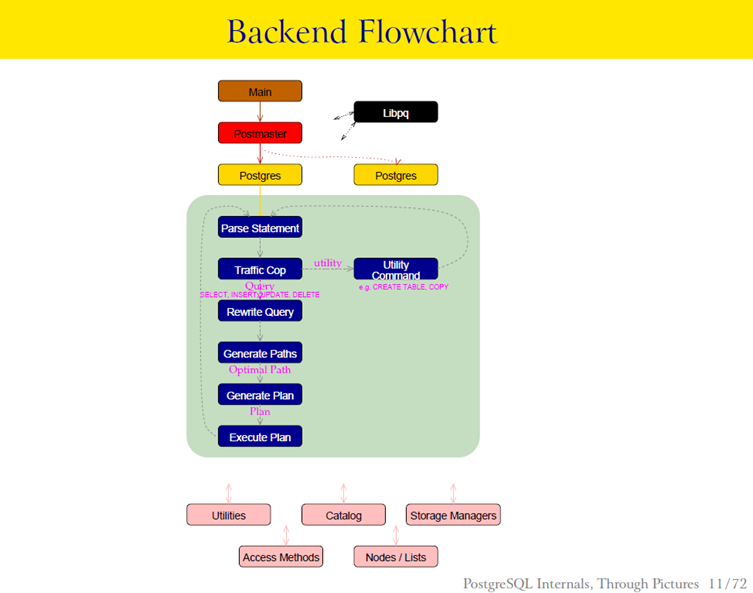 Backend Flowchart
Main
Libpq
Postmaster
Postgres
Postgres
Parse Statement
utility
Traffic Cop
Utility
Command
Query
e.g. CREATE TABLE, COPY
SELECT, INSERT, UPDATE, DELETE
Rewrite Query
Generate Paths
Optimal Path
Generate Plan
Plan
Execute Plan
Utilities
Catalog
Storage Managers
Access Methods
Nodes / Lists
PostgreSQL Internals, Through Pictures 11/72